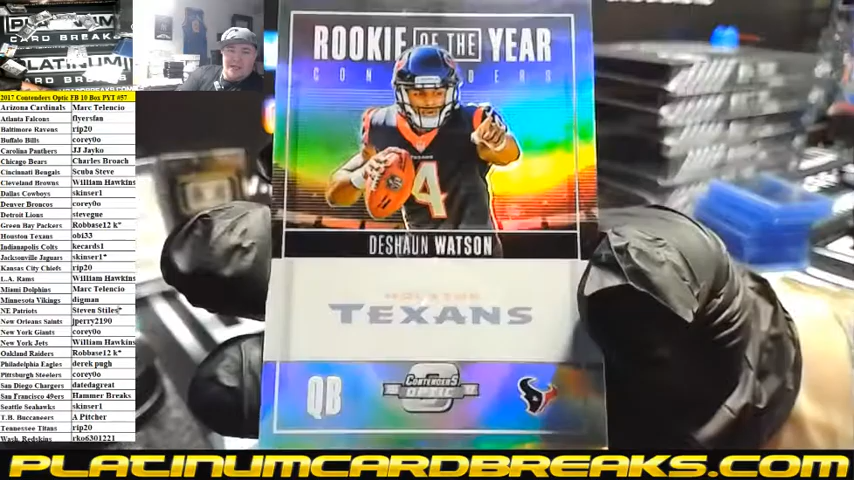 PLATINUM
CARD BREAKS
2017 Contenders Optic FB 10 Box PYT #57
Arizona Cardinals Marc Telencio
Atlanta Falcons flyersfan
Baltimore Ravens rip20
Buffalo Bills corey0o
Carolina Panthers JJ Jayko
Chicago Bears Charles Broach
Cincinnati Bengals Scuba Steve
Cleveland Browns William Hawkins
Dallas Cowboys skinser1
Denver Broncos corey0o
Detroit Lions stevegue
Green Bay Packers Robbase12 k*
Houston Texans obi33
Indianapolis Colts kecards1
Jacksonville Jaguars skinser1*
Kansas City Chiefs rip20
L.A. Rams William Hawkins
Miami Dolphins Marc Telencio
Minnesota Vikings digman
NE Patriots Steven Stiles*
New Orleans Saints jperry2190
New York Giants corey0o
New York Jets William Hawkins
Oakland Raiders Robbase12 k*
Philadelphia Eagles derek pugh
Pittsburgh Steelers corey0o
San Diego Chargers datedagreat
San Francisco 49ers Hammer Breaks
Seattle Seahawks skinser1
T.B. Buccaneers A Pitcher
Tennessee Titans rip20
Wash. Redskins rko6301221
ROOKIE OF THE YEAR
CONTENDERS
TEXANS
4
DESHAUN WATSON
HOUSTON
TEXANS
QB
CONTENDERS
OPTIC
PLATINUMCARDBREAKS.COM